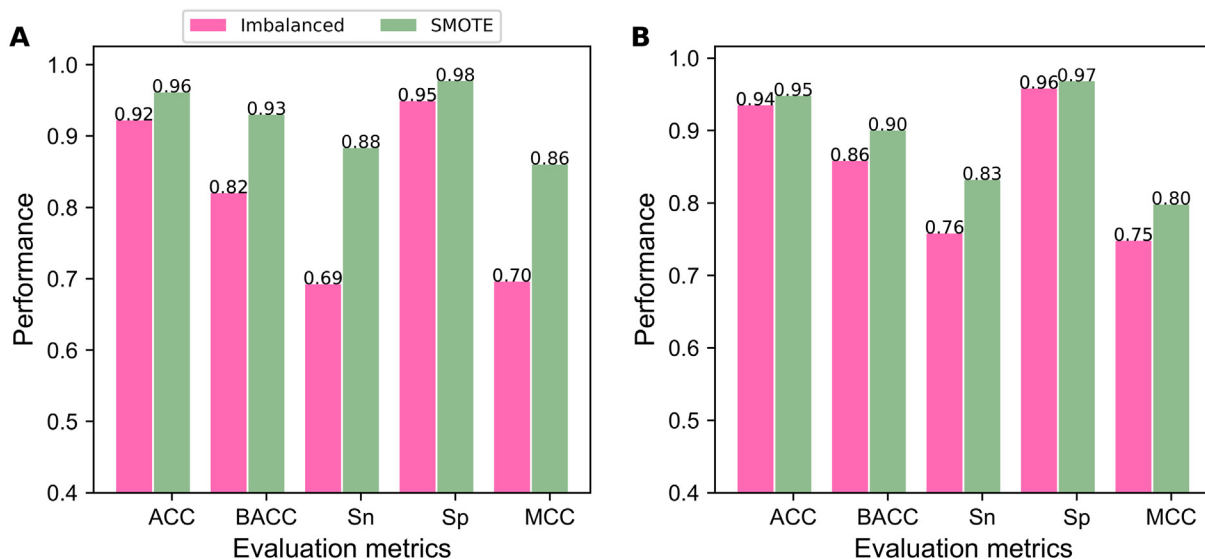 A
Imbalanced SMOTE
1.0
0.9
0.8
0.7
0.6
0.5
0.4
Performance
0.92 0.96
0.82 0.93
0.69 0.88
0.95 0.98
0.70 0.86
ACC BACC Sn Sp MCC
Evaluation metrics
B
1.0
0.9
0.8
0.7
0.6
0.5
0.4
Performance
0.94 0.95
0.86 0.90
0.76 0.83
0.96 0.97
0.75 0.80
ACC BACC Sn Sp MCC
Evaluation metrics